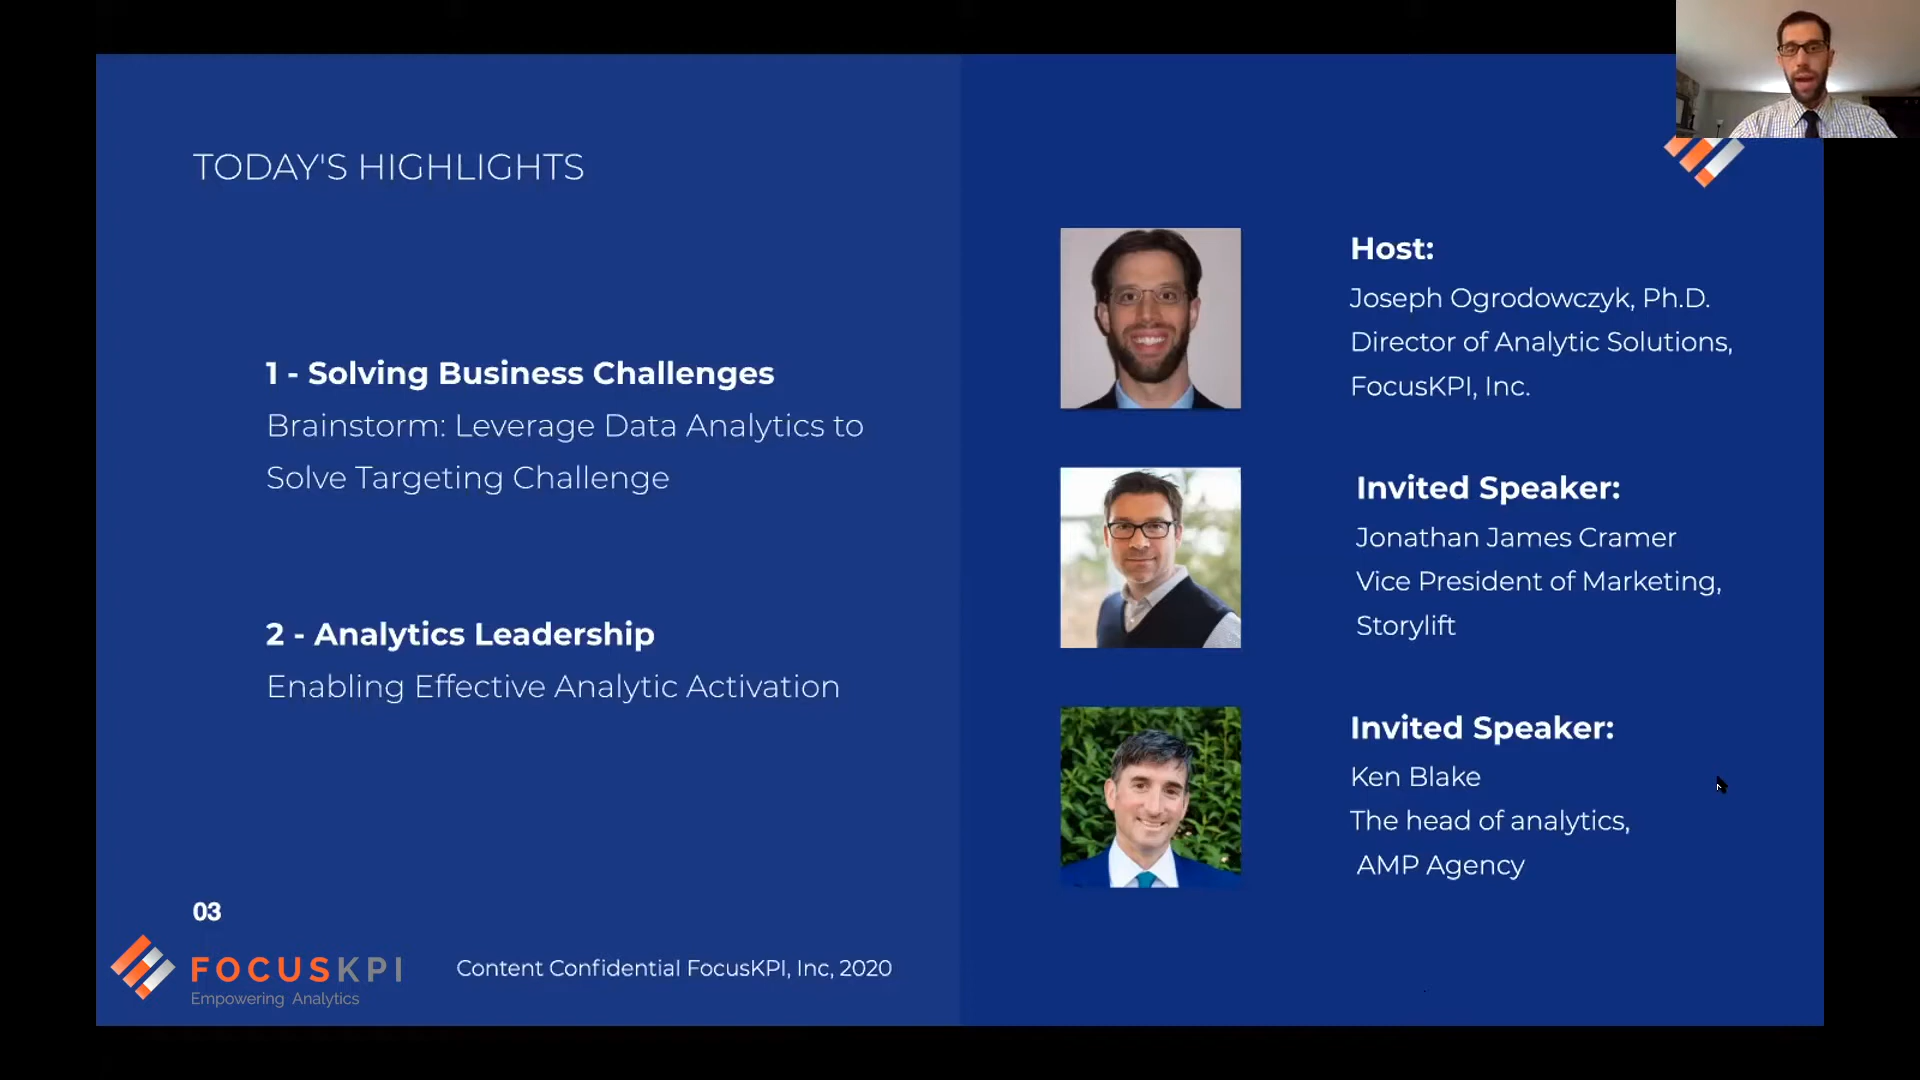 TODAY'S HIGHLIGHTS
1 - Solving Business Challenges
Brainstorm: Leverage Data Analytics to
Solve Targeting Challenge
2 - Analytics Leadership
Enabling Effective Analytic Activation
Host:
Joseph Ogrodowczyk, Ph.D.
Director of Analytic Solutions,
FocusKPI, Inc.
Invited Speaker:
Jonathan James Cramer
Vice President of Marketing,
Storylift
Invited Speaker:
Ken Blake
The head of analytics,
AMP Agency
03
FOCUSKPI
Empowering Analytics
Content Confidential FocusKPI, Inc, 2020